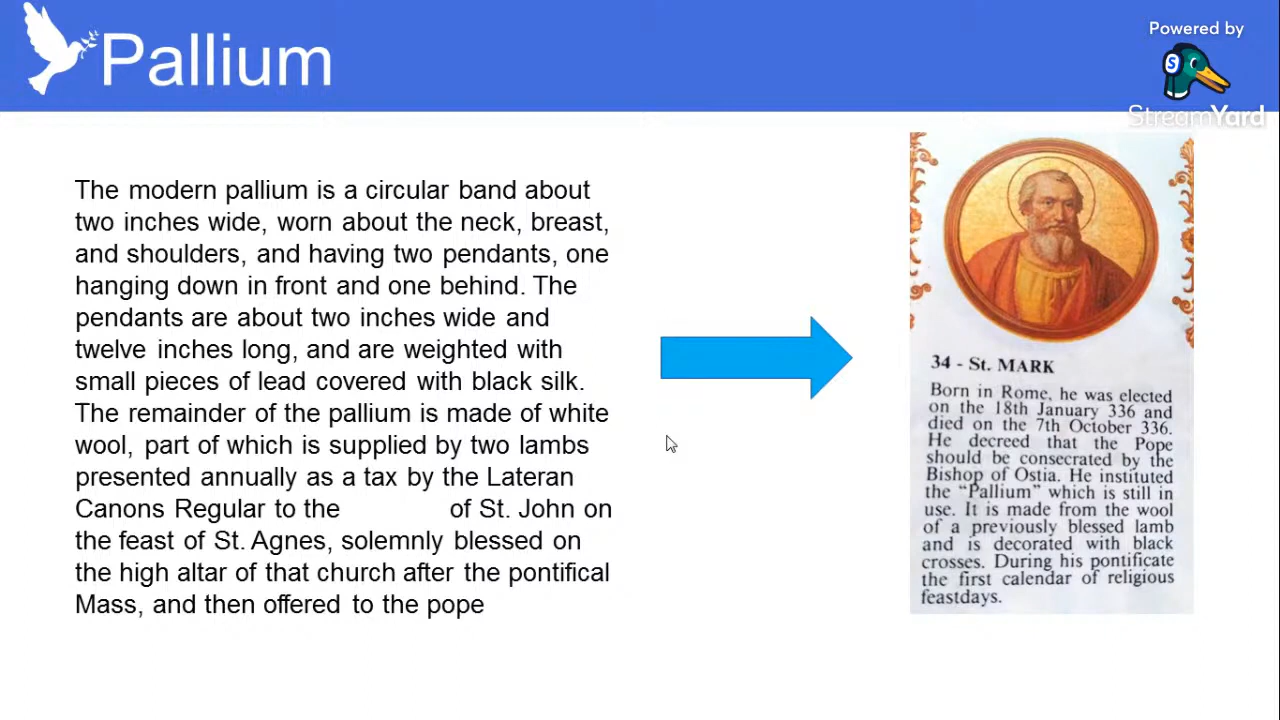 Pallium
Powered by
StreamYard
The modern pallium is a circular band about
two inches wide, worn about the neck, breast,
and shoulders, and having two pendants, one
hanging down in front and one behind. The
pendants are about two inches wide and
twelve inches long, and are weighted with
small pieces of lead covered with black silk.
The remainder of the pallium is made of white
wool, part of which is supplied by two lambs
presented annually as a tax by the Lateran
Canons Regular to the of St. John on
the feast of St. Agnes, solemnly blessed on
the high altar of that church after the pontifical
Mass, and then offered to the pope
34 - St. MARK
Born in Rome, he was elected
on the 18th January 336 and
died on the 7th October 336.
He decreed that the Pope
should be consecrated by the
Bishop of Ostia. He instituted
the “Pallium” which is still in
use. It is made from the wool
of a previously blessed lamb
and is decorated with black
crosses. During his pontificate
the first calendar of religious
feastdays.